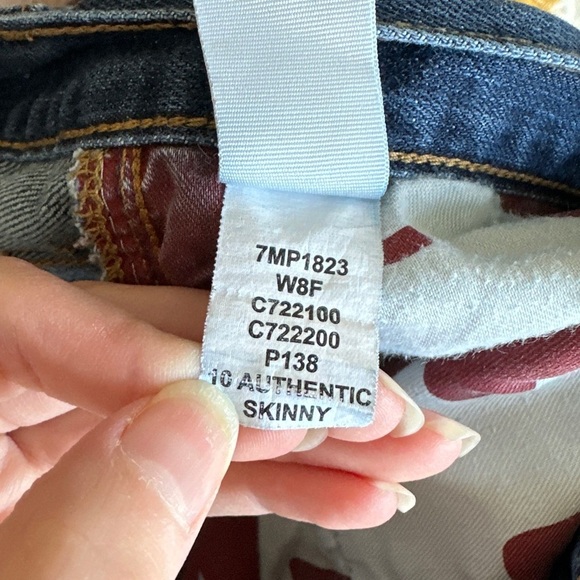 7MP1823
W8F
C722100
C722200
P138
10 AUTHENTIC
SKINNY